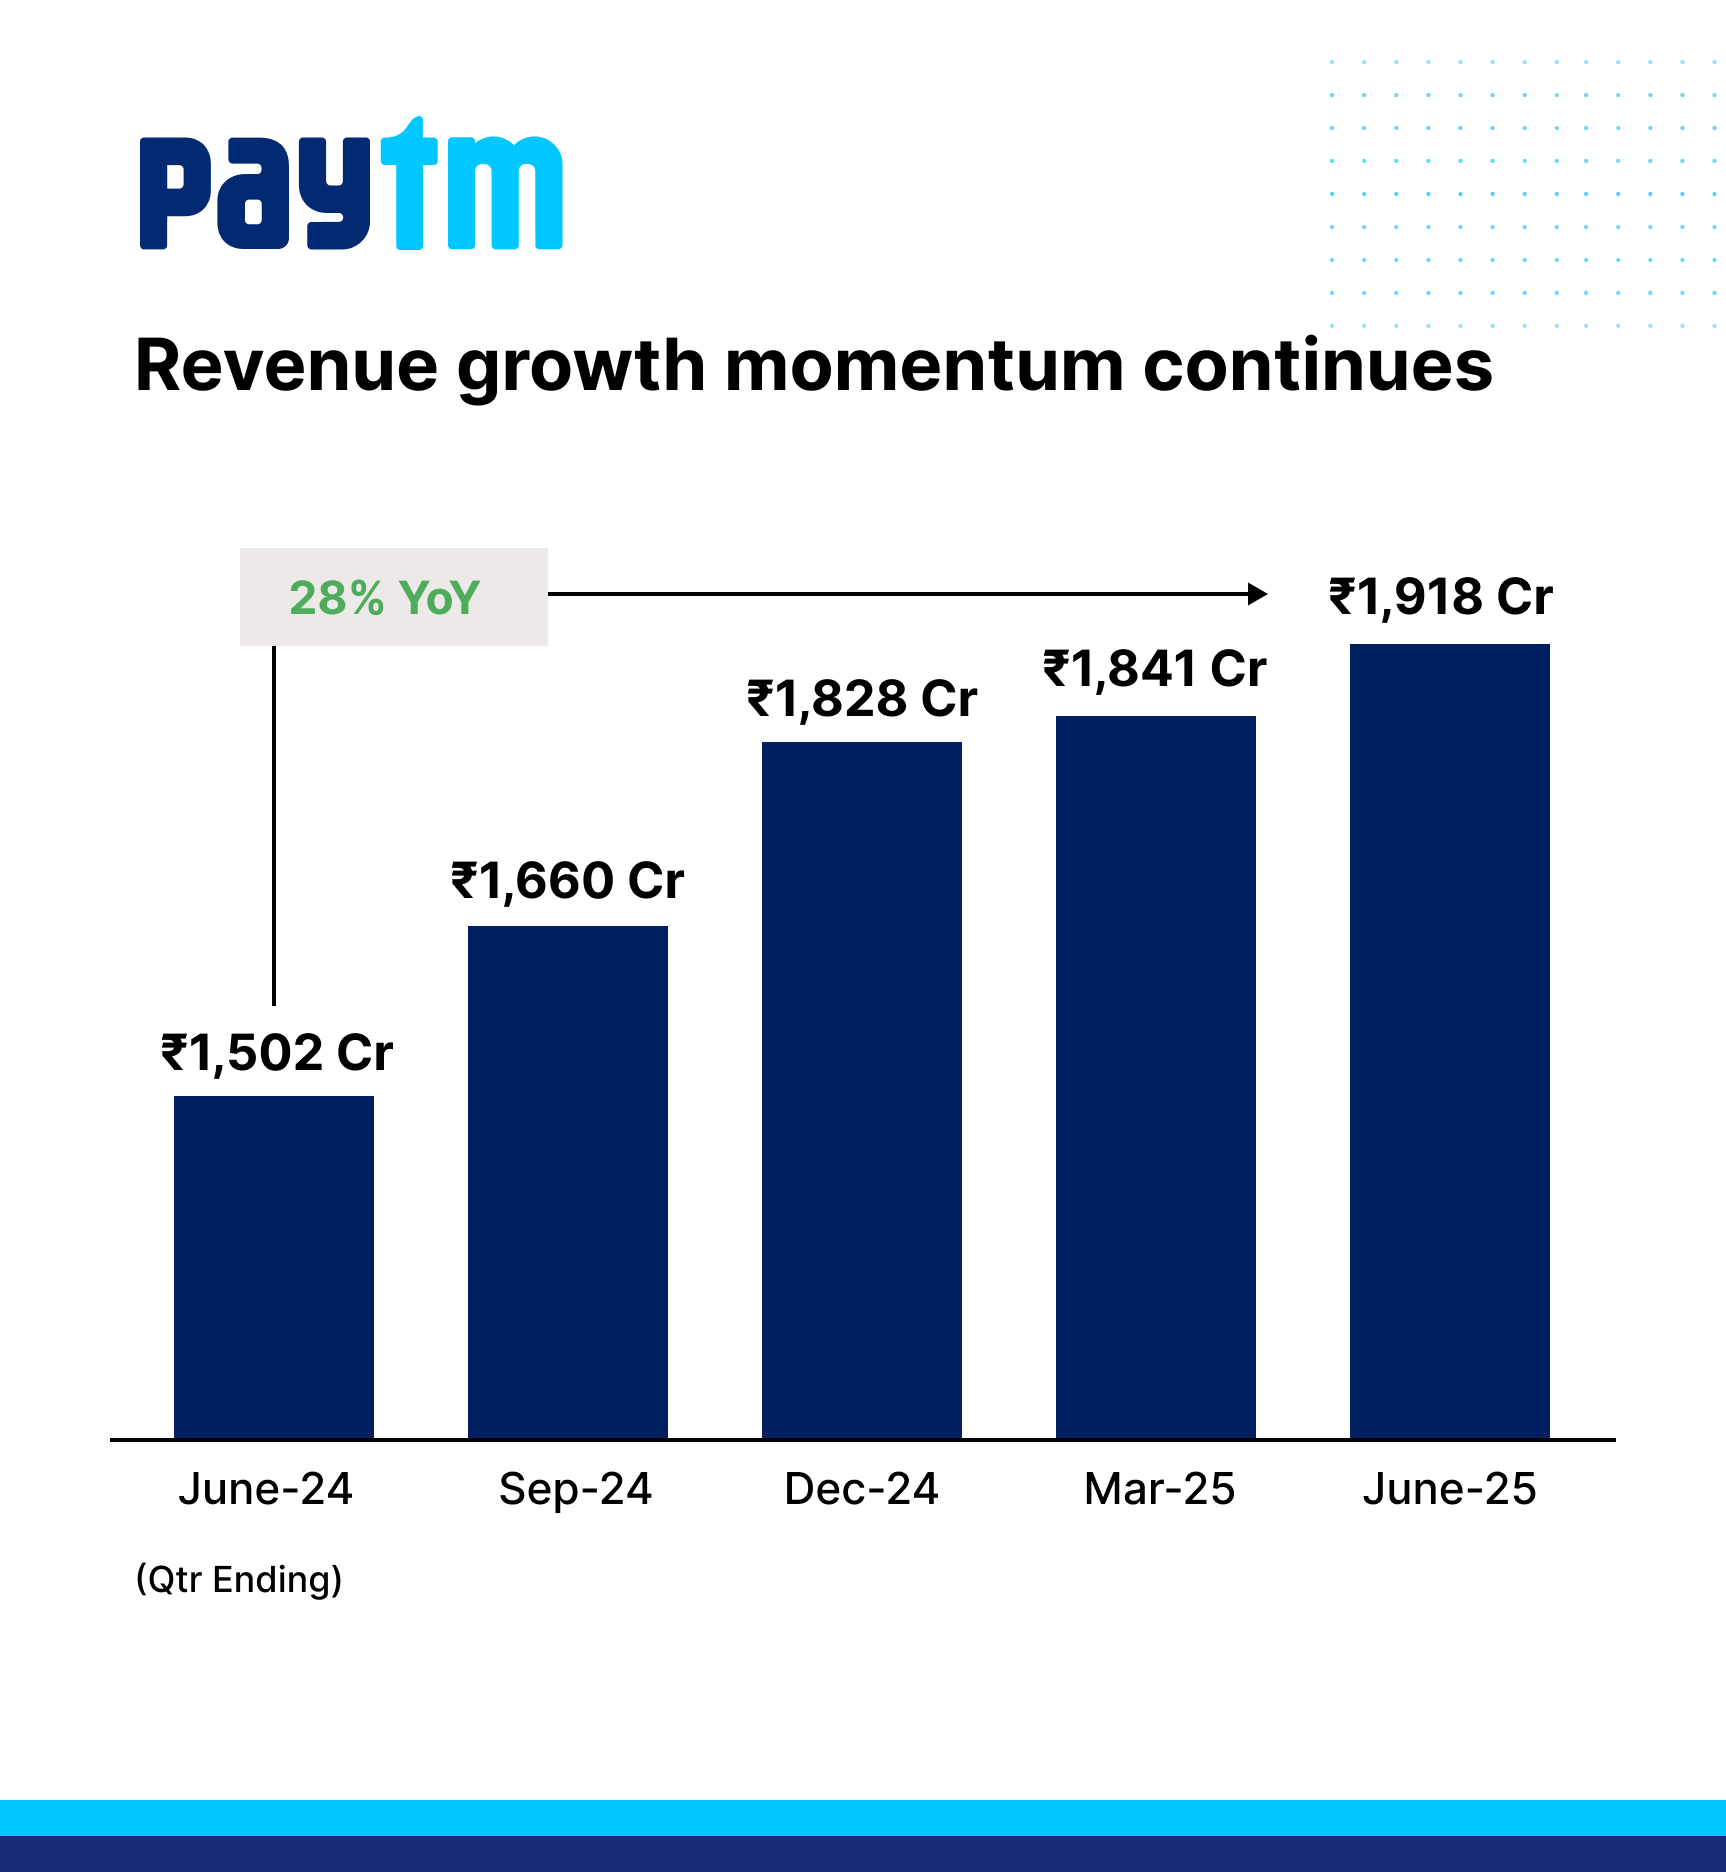 paytm
Revenue growth momentum continues
28% YoY
₹1,918 Cr
₹1,841 Cr
₹1,828 Cr
₹1,660 Cr
₹1,502 Cr
June-24 Sep-24 Dec-24 Mar-25 June-25
(Qtr Ending)